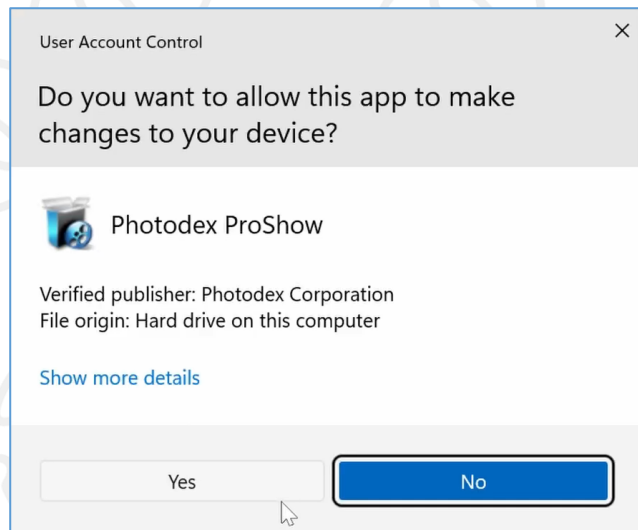 User Account Control
Do you want to allow this app to make
changes to your device?
Photodex ProShow
Verified publisher: Photodex Corporation
File origin: Hard drive on this computer
Show more details
Yes
No